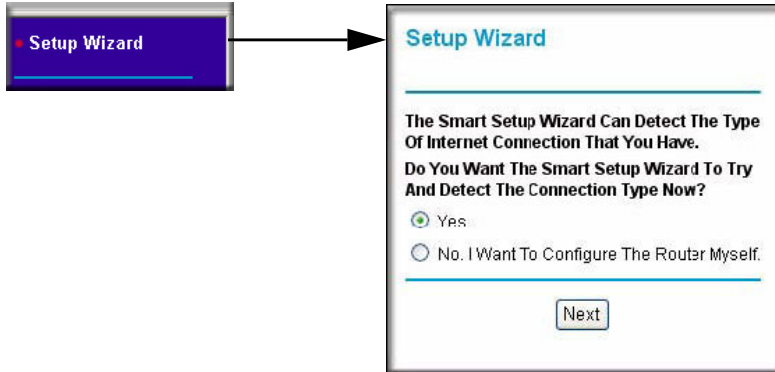 Setup Wizard
Setup Wizard
The Smart Setup Wizard Can Detect The Type
Of Internet Connection That You Have.
Do You Want The Smart Setup Wizard To Try
And Detect The Connection Type Now?
Yes
No. I Want To Configure The Router Myself.
Next